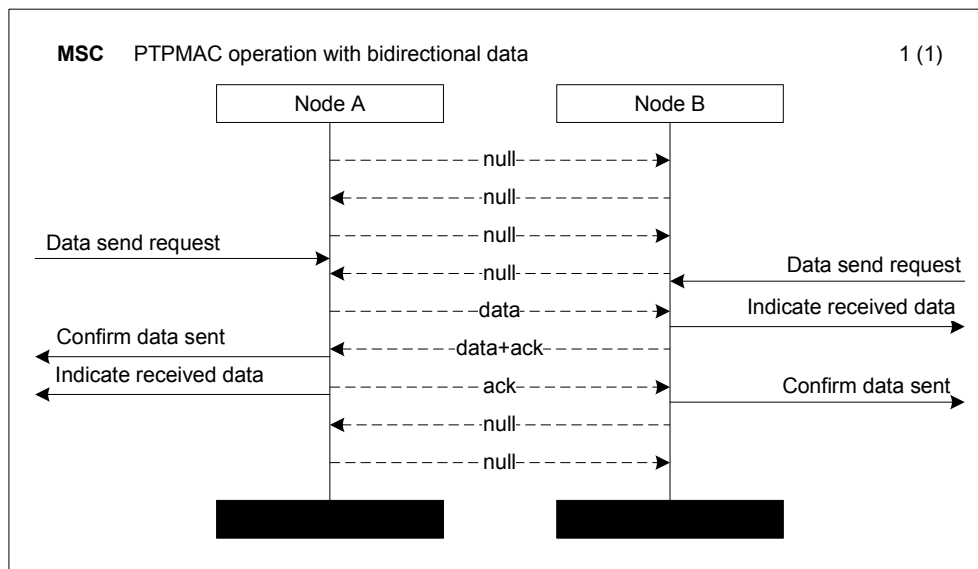 MSC PTPMAC operation with bidirectional data 1 (1)
Node A Node B
null
null
null
Data send request
null
Data send request
data
Indicate received data
Confirm data sent
data+ack
Indicate received data
ack
Confirm data sent
null
null